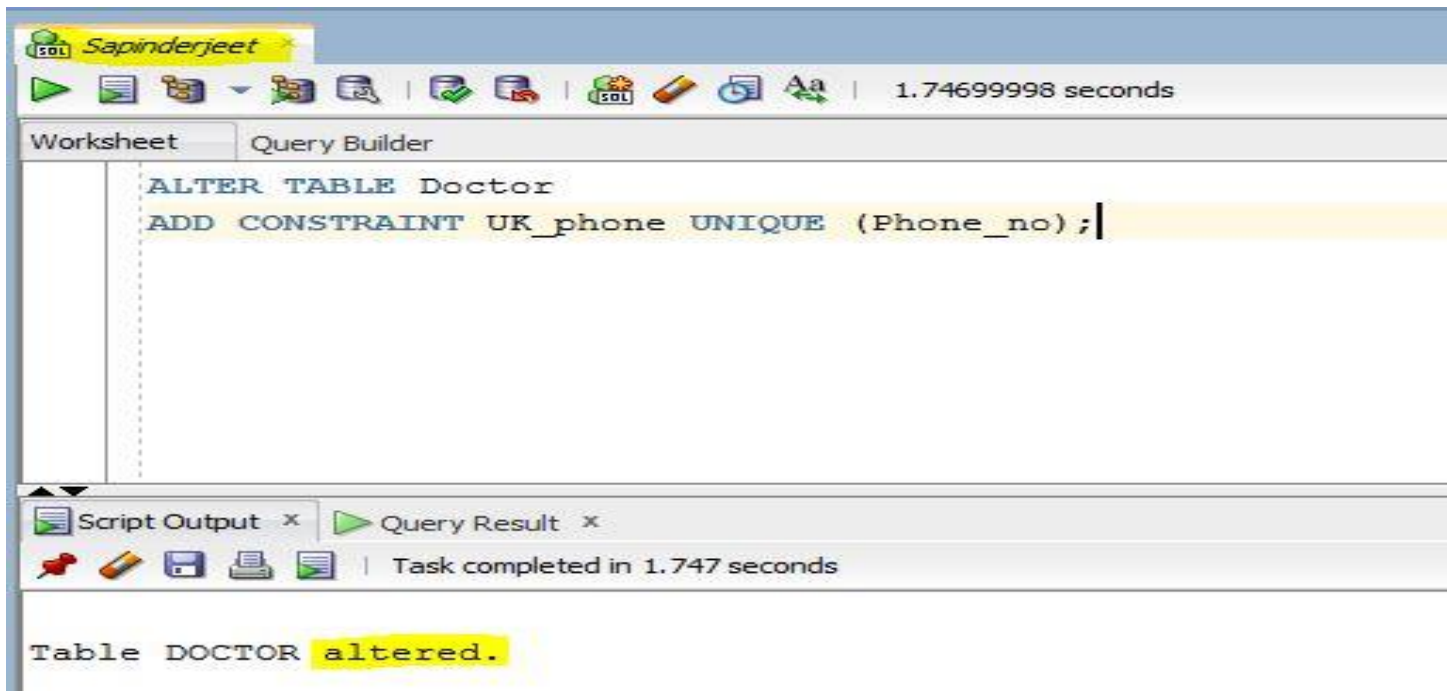 Sapinderjeet
1.74699998 seconds
Worksheet Query Builder
ALTER TABLE Doctor
ADD CONSTRAINT UK_phone UNIQUE (Phone_no);
Script Output x Query Result x
Task completed in 1.747 seconds
Table DOCTOR altered.